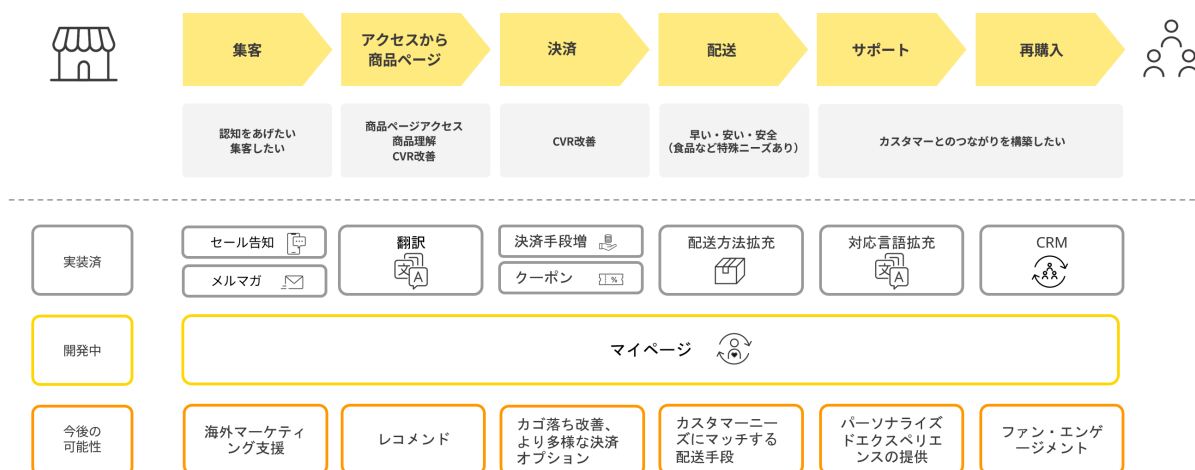 集客
アクセスから
商品ページ
決済
配送
サポート
再購入
認知をあげたい
集客したい
商品ページアクセス
商品理解
CVR改善
CVR改善
早い・安い・安全
（食品など特殊ニーズあり）
カスタマーとのつながりを構築したい
実装済
セール告知
メルマガ
翻訳
文
A
決済手段増
クーポン
%
配送方法拡充
対応言語拡充
文
A
CRM
開発中
マイページ
今後の
可能性
海外マーケティ
ング支援
レコメンド
カゴ落ち改善、
より多様な決済
オプション
カスタマーニー
ズにマッチする
配送手段
パーソナライズ
ドエクスペリエ
ンスの提供
ファン・エンゲ
ージメント